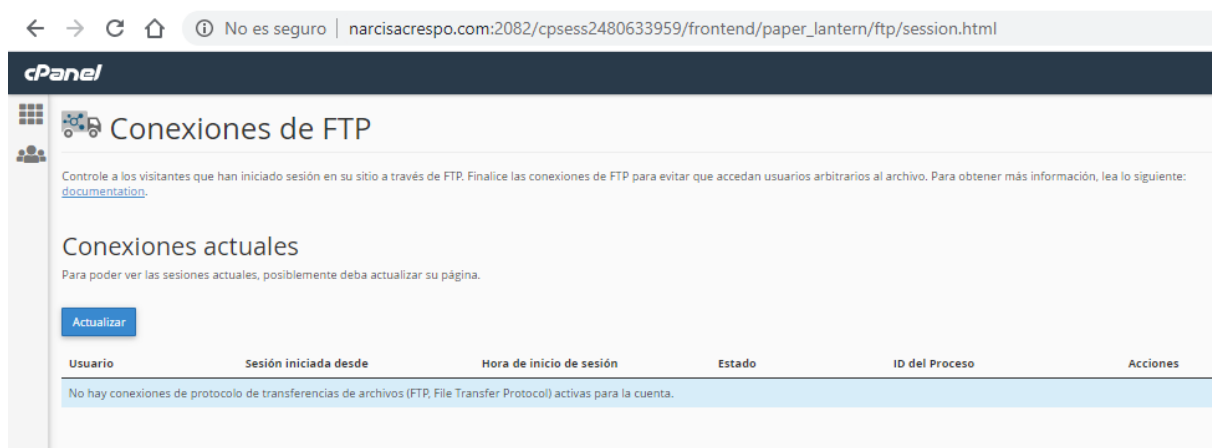 No es seguro | narcisacrespo.com:2082/cpsess2480633959/frontend/paper_lantern/ftp/session.html
cPanel
Conexiones de FTP
Controle a los visitantes que han iniciado sesión en su sitio a través de FTP. Finalice las conexiones de FTP para evitar que accedan usuarios arbitrarios al archivo. Para obtener más información, lea lo siguiente:
documentation.
Conexiones actuales
Para poder ver las sesiones actuales, posiblemente deba actualizar su página.
Actualizar
Usuario Sesión iniciada desde Hora de inicio de sesión Estado ID del Proceso Acciones
No hay conexiones de protocolo de transferencias de archivos (FTP, File Transfer Protocol) activas para la cuenta.